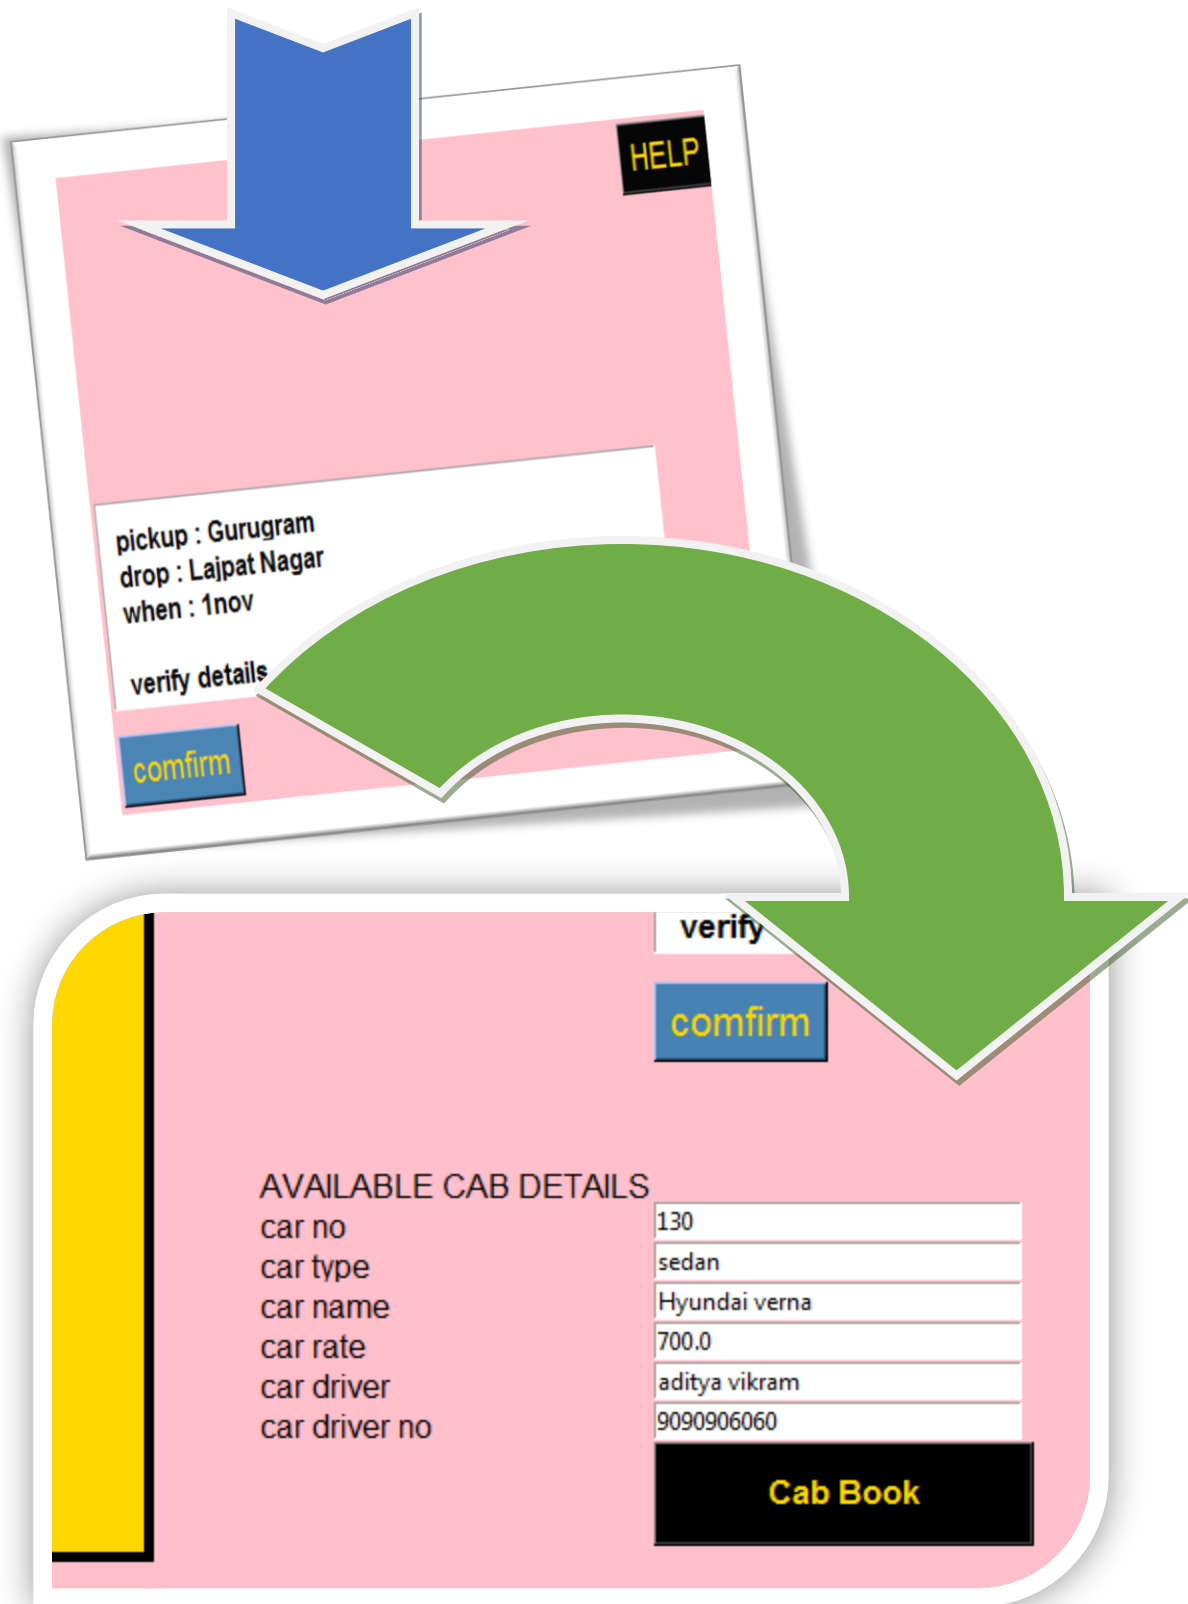 HELP
pickup : Gurugram
drop : Lajpat Nagar
when : 1nov
verify details
comfirm
verify
comfirm
AVAILABLE CAB DETAILS
car no 130
car type sedan
car name Hyundai verna
car rate 700.0
car driver aditya vikram
car driver no 9090906060
Cab Book